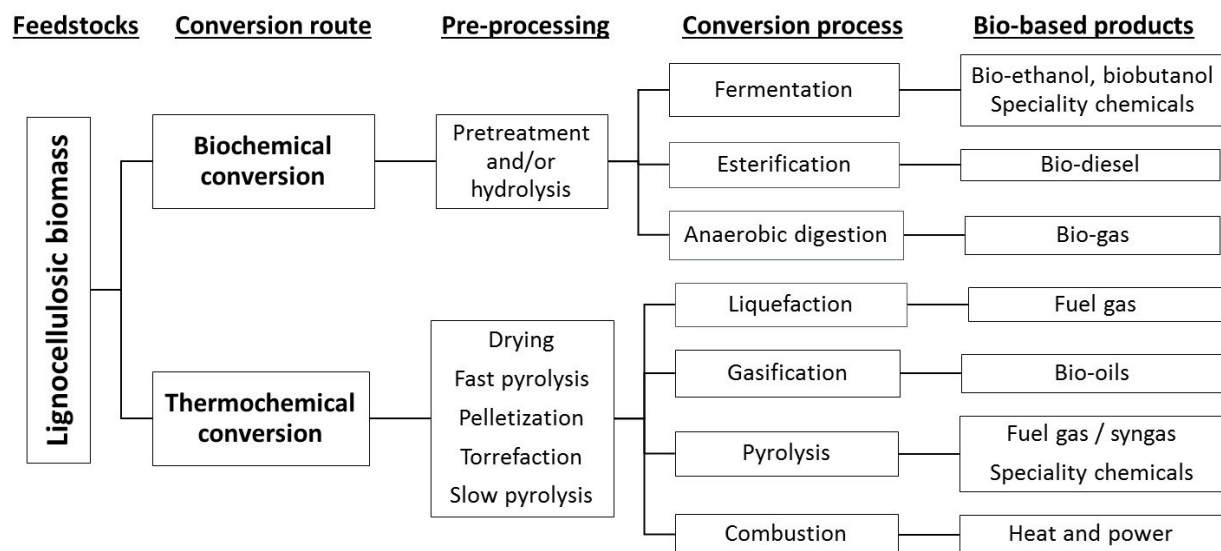 Feedstocks
Conversion route
Pre-processing
Conversion process
Bio-based products
Lignocellulosic biomass
Biochemical
conversion
Pretreatment
and/or
hydrolysis
Fermentation
Bio-ethanol, biobutanol
Speciality chemicals
Esterification
Bio-diesel
Anaerobic digestion
Bio-gas
Thermochemical
conversion
Drying
Fast pyrolysis
Pelletization
Torrefaction
Slow pyrolysis
Liquefaction
Fuel gas
Gasification
Bio-oils
Pyrolysis
Fuel gas / syngas
Speciality chemicals
Combustion
Heat and power